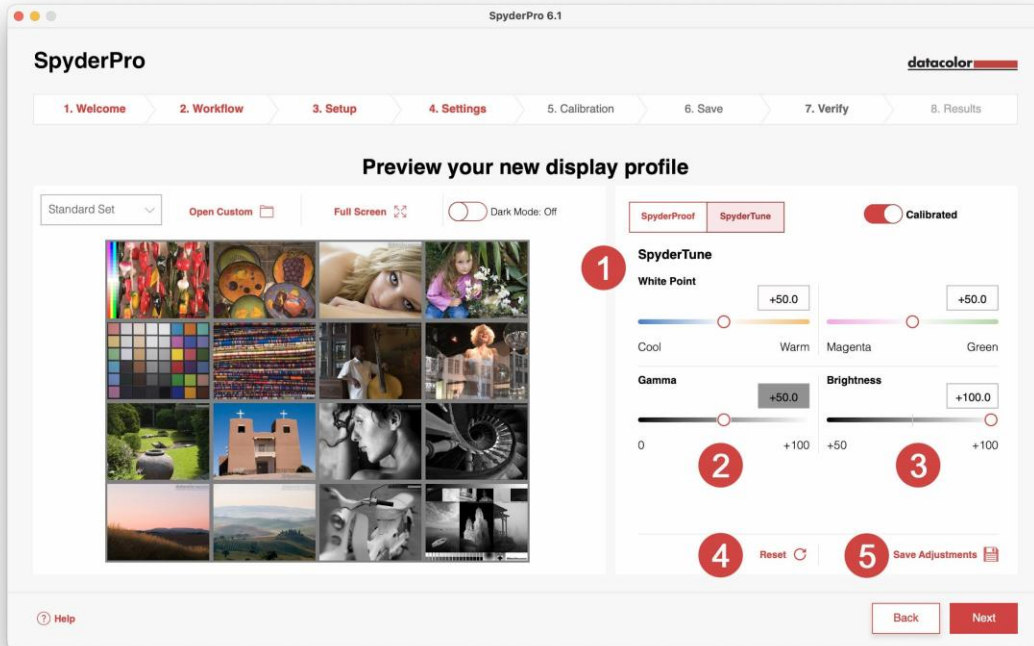 SpyderPro 6.1
SpyderPro
datacolor
1. Welcome
2. Workflow
3. Setup
4. Settings
5. Calibration
6. Save
7. Verify
8. Results
Preview your new display profile
Standard Set
Open Custom
Full Screen
Dark Mode: Off
SpyderProof
SpyderTune
Calibrated
1
SpyderTune
White Point
+50.0
+50.0
Cool
Warm
Magenta
Green
Gamma
+50.0
Brightness
+100.0
0
+100
+50
+100
2
3
4
Reset
5
Save Adjustments
? Help
Back
Next